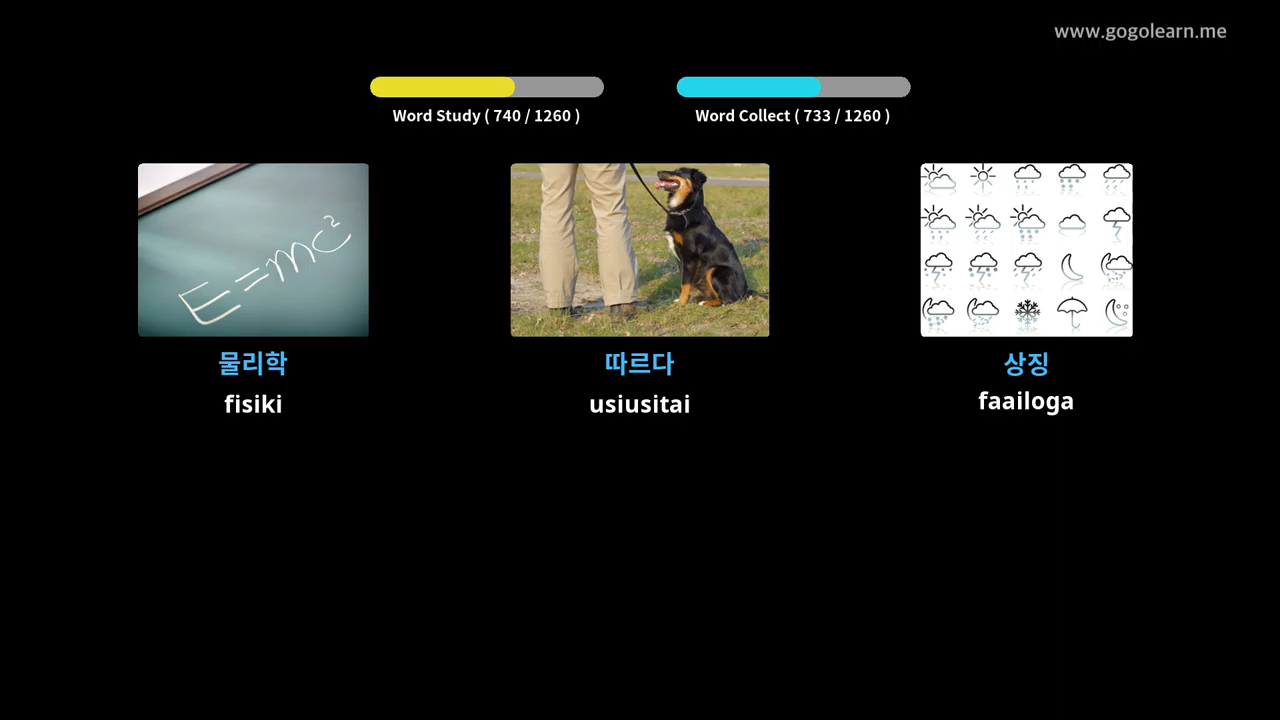 www.gogolearn.me
Word Study ( 740 / 1260 )
Word Collect ( 733 / 1260 )
E=mc²
물리학
따르다
상징
fisiki
usiusitai
faailoga